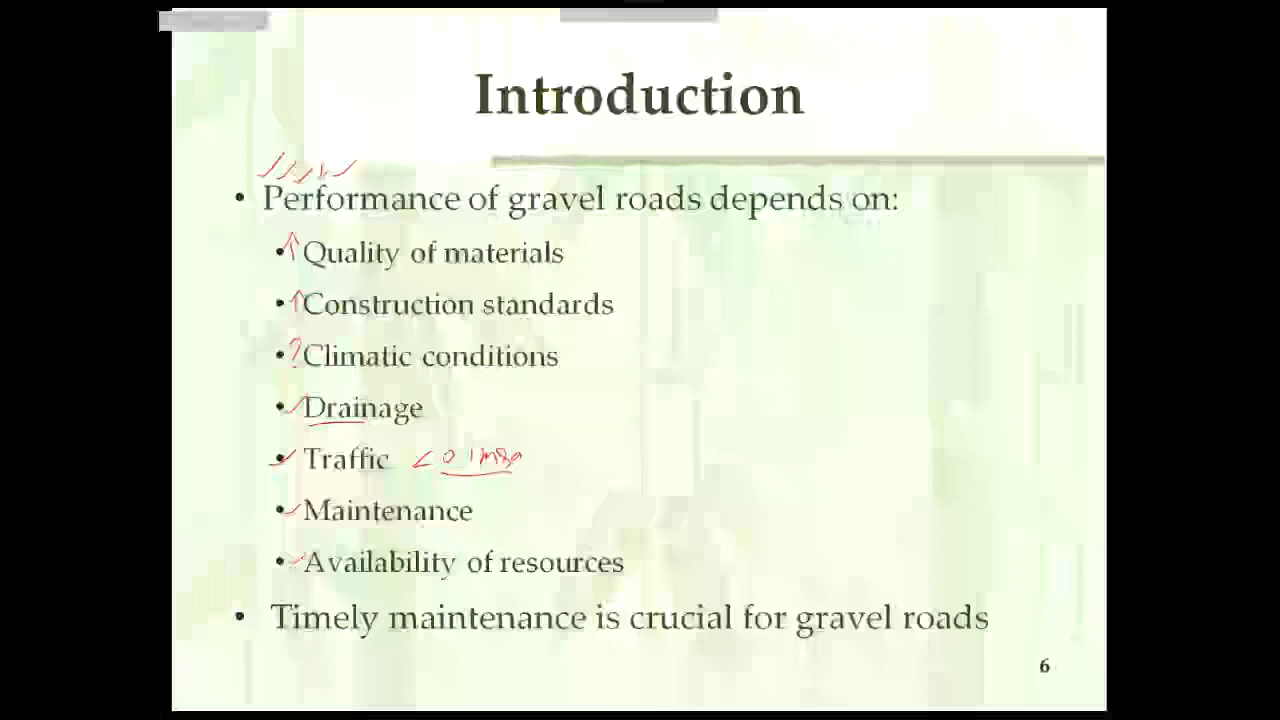 Introduction
• Performance of gravel roads depends on:
• ↑ Quality of materials
• ↑ Construction standards
• ? Climatic conditions
• Drainage
• Traffic <
• Maintenance
• Availability of resources
• Timely maintenance is crucial for gravel roads
6